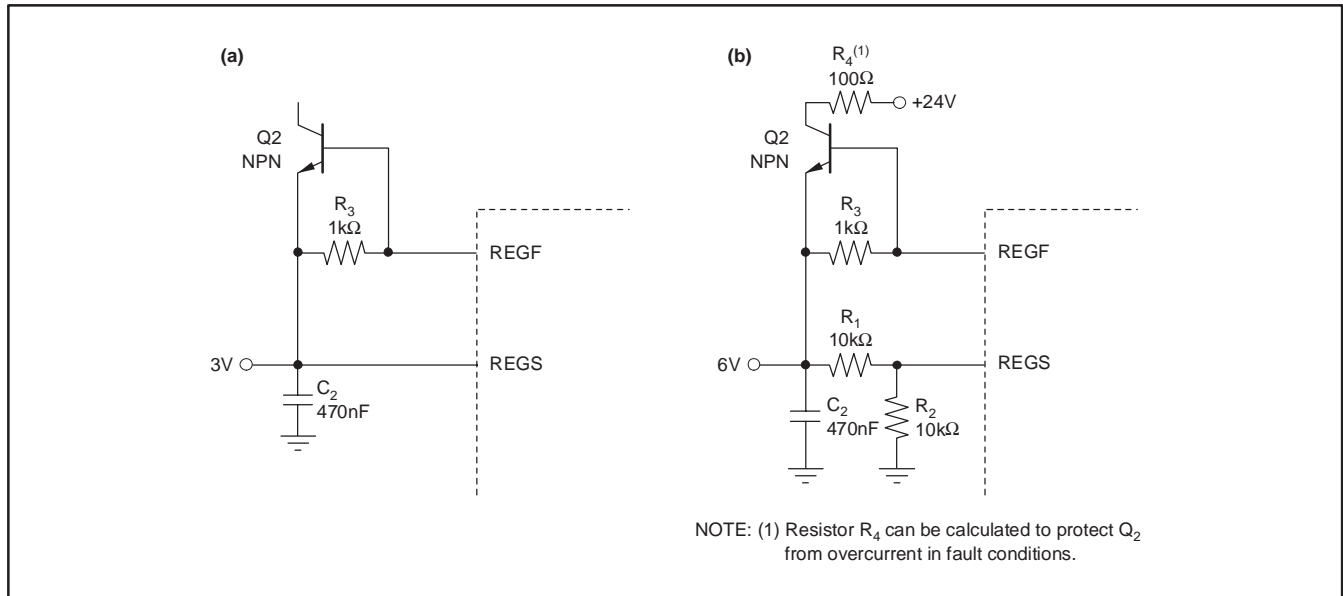 (a)
Q2
NPN
R3
1kΩ
REGF
3V
REGS
C2
470nF
(b)
R4(1)
100Ω
+24V
Q2
NPN
R3
1kΩ
REGF
R1
10kΩ
6V
REGS
C2
470nF
R2
10kΩ
NOTE: (1) Resistor R4 can be calculated to protect Q2
from overcurrent in fault conditions.